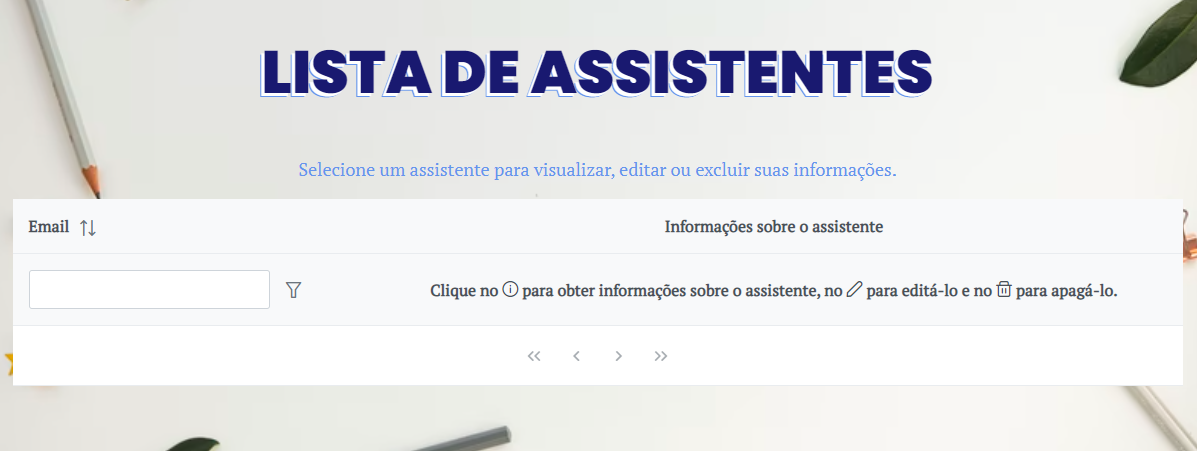 LISTA DE ASSISTENTES
Selecione um assistente para visualizar, editar ou excluir suas informações.
Email
Informações sobre o assistente
Clique no para obter informações sobre o assistente, no para editá-lo e no para apagá-lo.